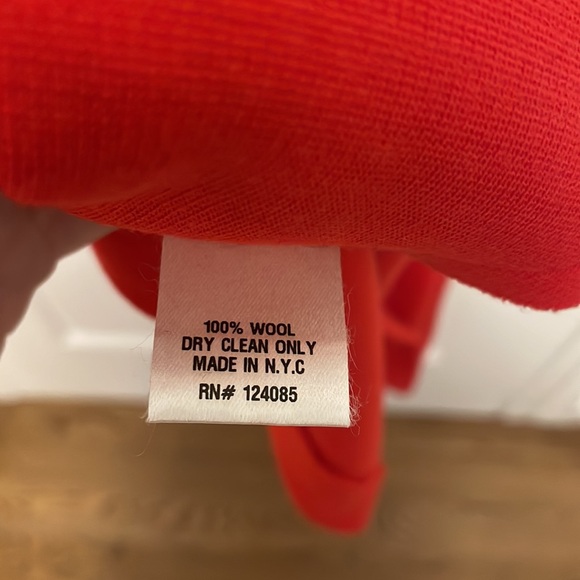 100% WOOL
DRY CLEAN ONLY
MADE IN N.Y.C
RN# 124085